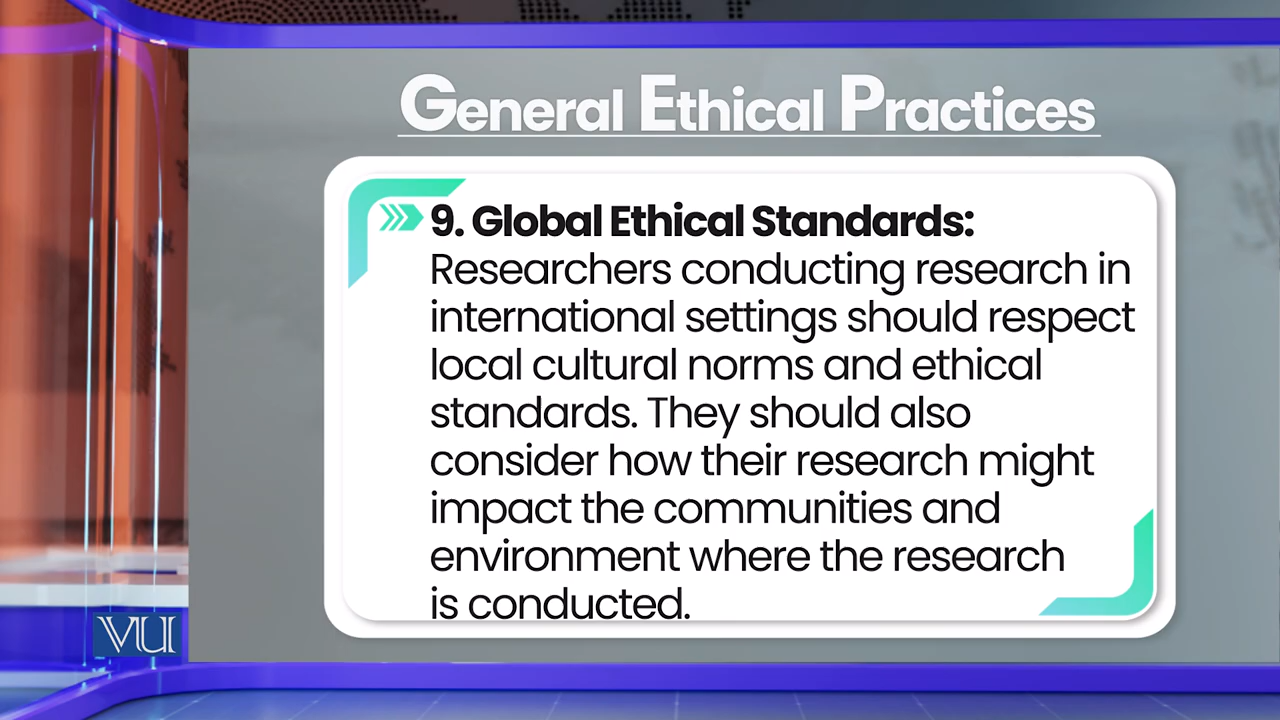 General Ethical Practices
9. Global Ethical Standards:
Researchers conducting research in
international settings should respect
local cultural norms and ethical
standards. They should also
consider how their research might
impact the communities and
environment where the research
is conducted.
VU